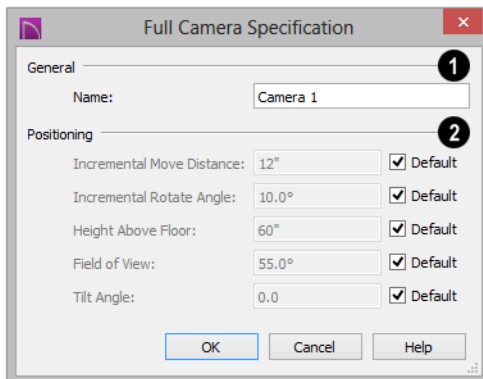 Full Camera Specification
General 1
Name: Camera 1
Positioning 2
Incremental Move Distance: 12" Default
Incremental Rotate Angle: 10.0° Default
Height Above Floor: 60" Default
Field of View: 55.0° Default
Tilt Angle: 0.0 Default
OK Cancel Help